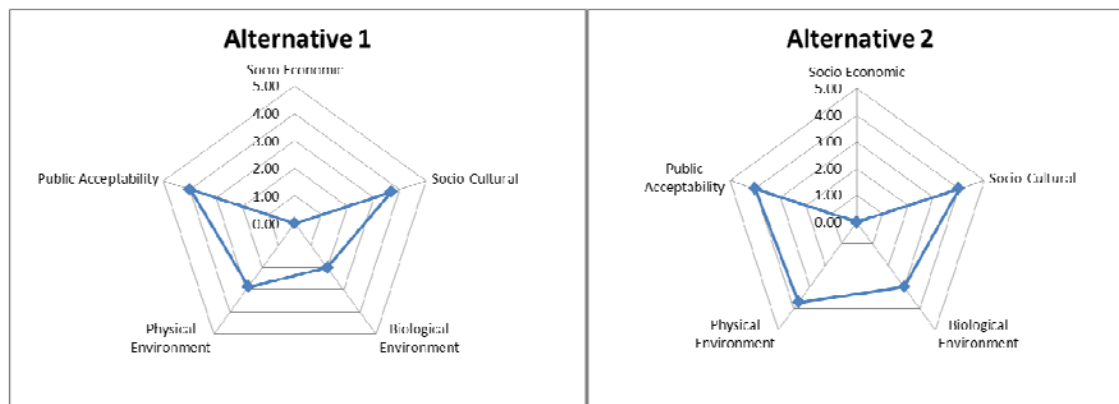 Alternative 1
Socio Economic
5.00
4.00
3.00
2.00
1.00
0.00
Public Acceptability
Socio Cultural
Physical
Environment
Biological
Environment
Alternative 2
Socio Economic
5.00
4.00
3.00
2.00
1.00
0.00
Public
Acceptability
Socio Cultural
Physical
Environment
Biological
Environment